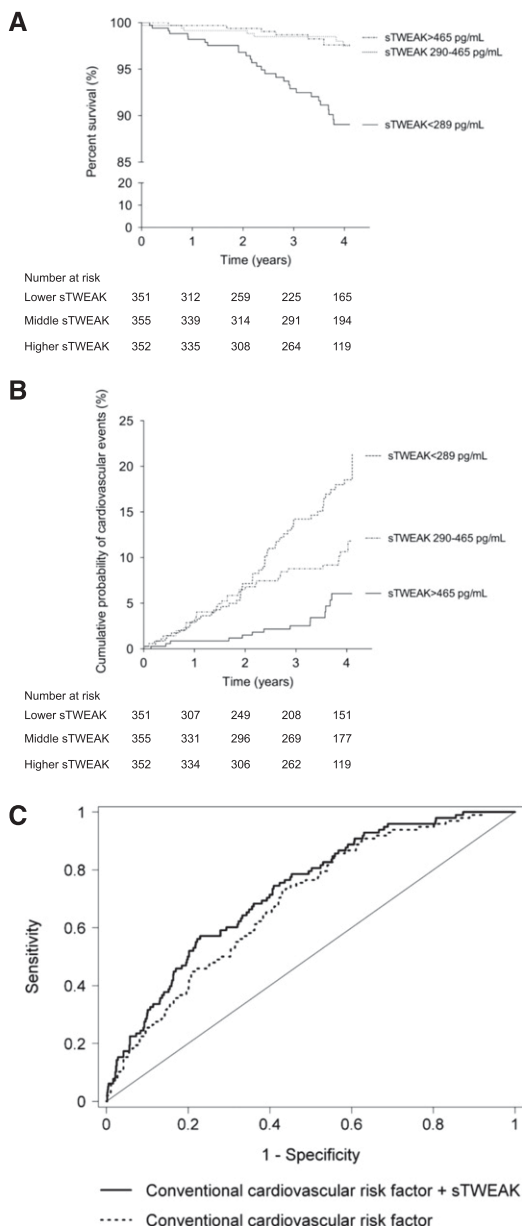 A
100
95
90
85
20
10
0
Percent survival (%)
sTWEAK>465 pg/mL
sTWEAK 290-465 pg/mL
sTWEAK<289 pg/mL
0 1 2 3 4
Time (years)
Number at risk
Lower sTWEAK 351 312 259 225 165
Middle sTWEAK 355 339 314 291 194
Higher sTWEAK 352 335 308 264 119
B
Cumulative probability of cardiovascular events (%)
25
20
15
10
5
0
sTWEAK<289 pg/mL
sTWEAK 290-465 pg/mL
sTWEAK>465 pg/mL
0 1 2 3 4
Time (years)
Number at risk
Lower sTWEAK 351 307 249 208 151
Middle sTWEAK 355 331 296 269 177
Higher sTWEAK 352 334 306 262 119
C
1
0.8
0.6
0.4
0.2
0
Sensitivity
0 0.2 0.4 0.6 0.8 1
1 - Specificity
Conventional cardiovascular risk factor + sTWEAK
Conventional cardiovascular risk factor